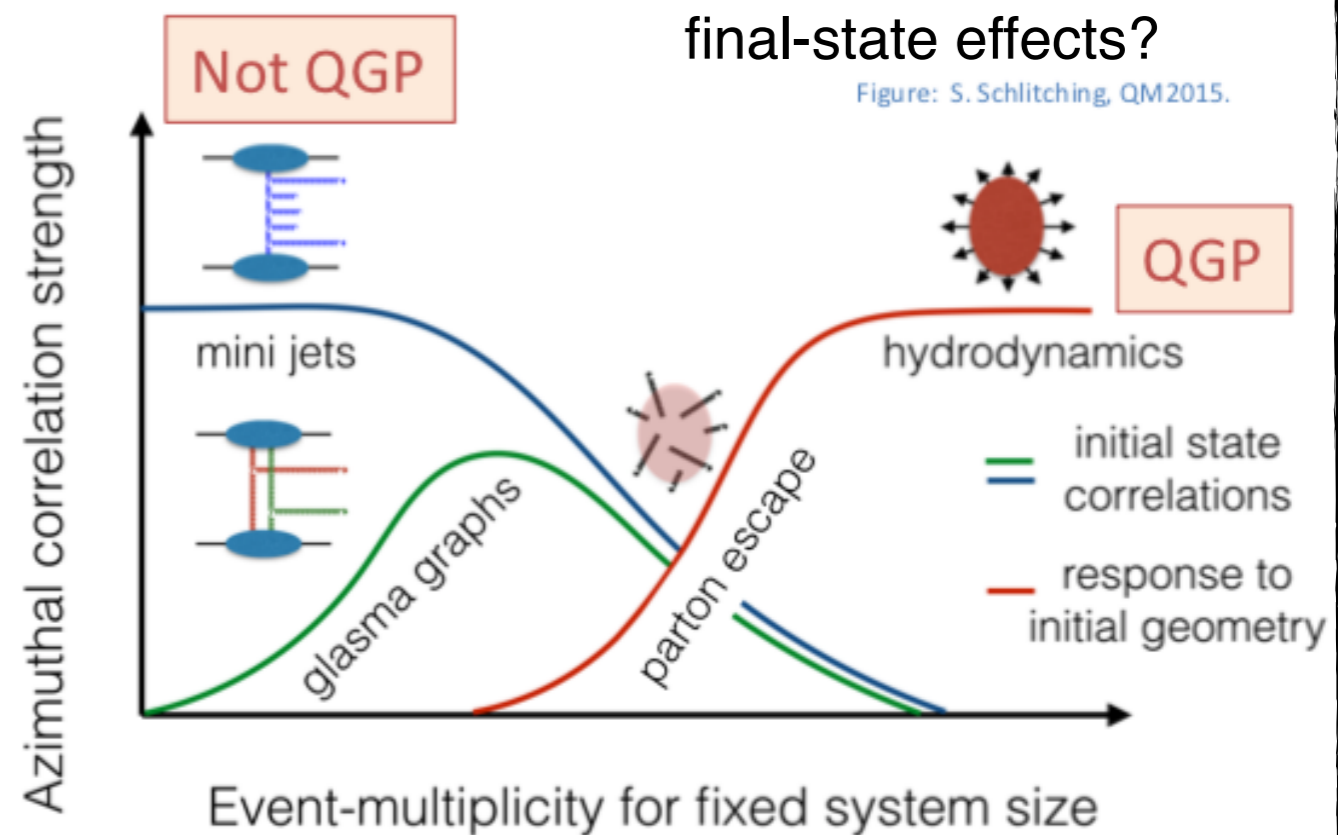 final-state effects?
Not QGP
Figure: S. Schlitching, QM2015.
Azimuthal correlation strength
QGP
mini jets
hydrodynamics
glasma graphs
parton escape
initial state
correlations
response to
initial geometry
Event-multiplicity for fixed system size